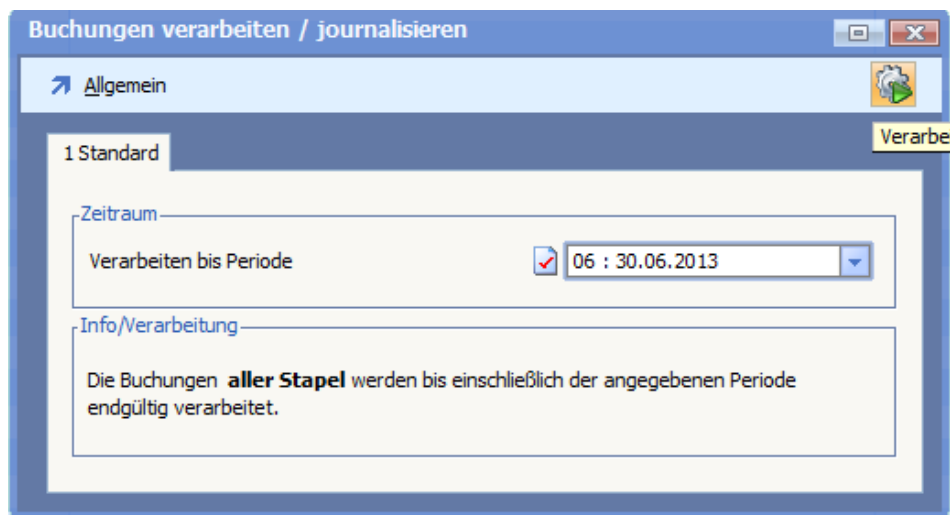 Buchungen verarbeiten / journalisieren
Allgemein
Verarbe
1 Standard
Zeitraum
Verarbeiten bis Periode 06 : 30.06.2013
Info/Verarbeitung
Die Buchungen aller Stapel werden bis einschließlich der angegebenen Periode
endgültig verarbeitet.